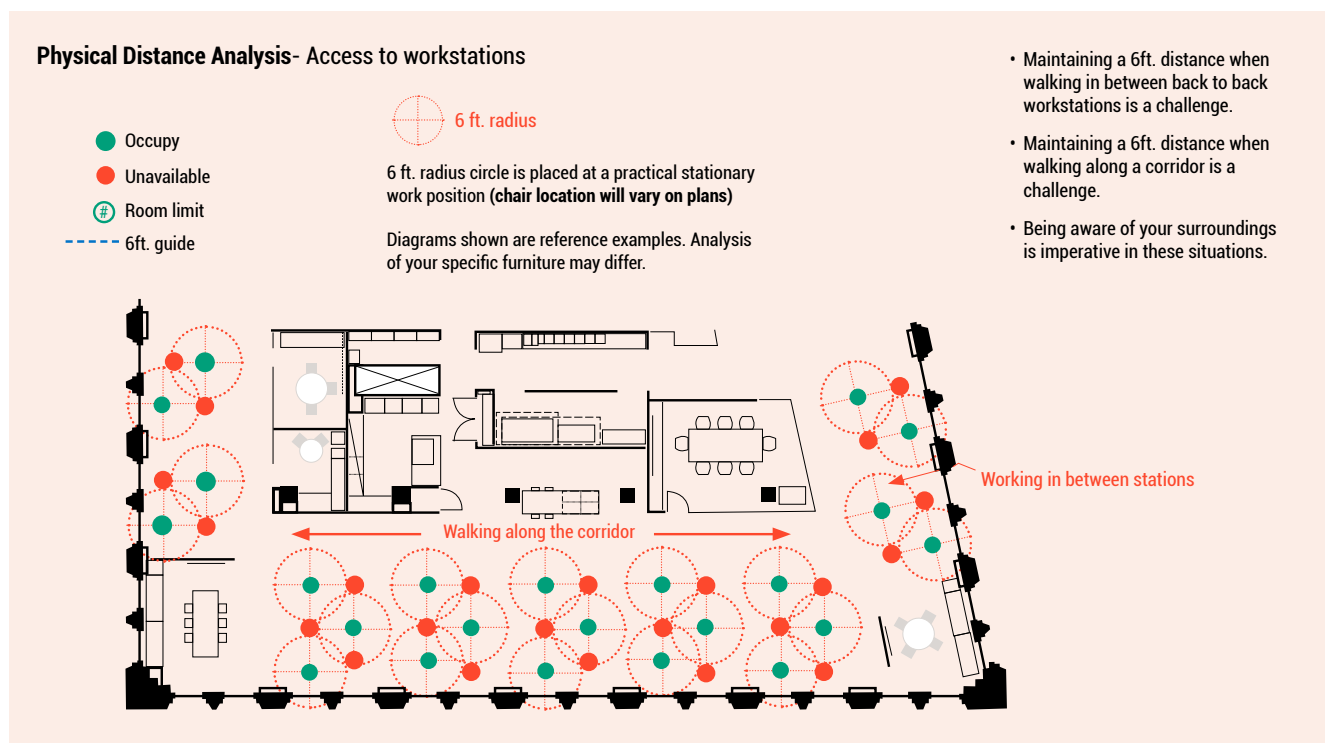 Physical Distance Analysis- Access to workstations
6 ft. radius
Occupy
Unavailable
#
Room limit
6ft. guide
6 ft. radius circle is placed at a practical stationary
work position (chair location will vary on plans)
Diagrams shown are reference examples. Analysis
of your specific furniture may differ.
• Maintaining a 6ft. distance when
walking in between back to back
workstations is a challenge.
• Maintaining a 6ft. distance when
walking along a corridor is a
challenge.
• Being aware of your surroundings
is imperative in these situations.
Working in between stations
Walking along the corridor